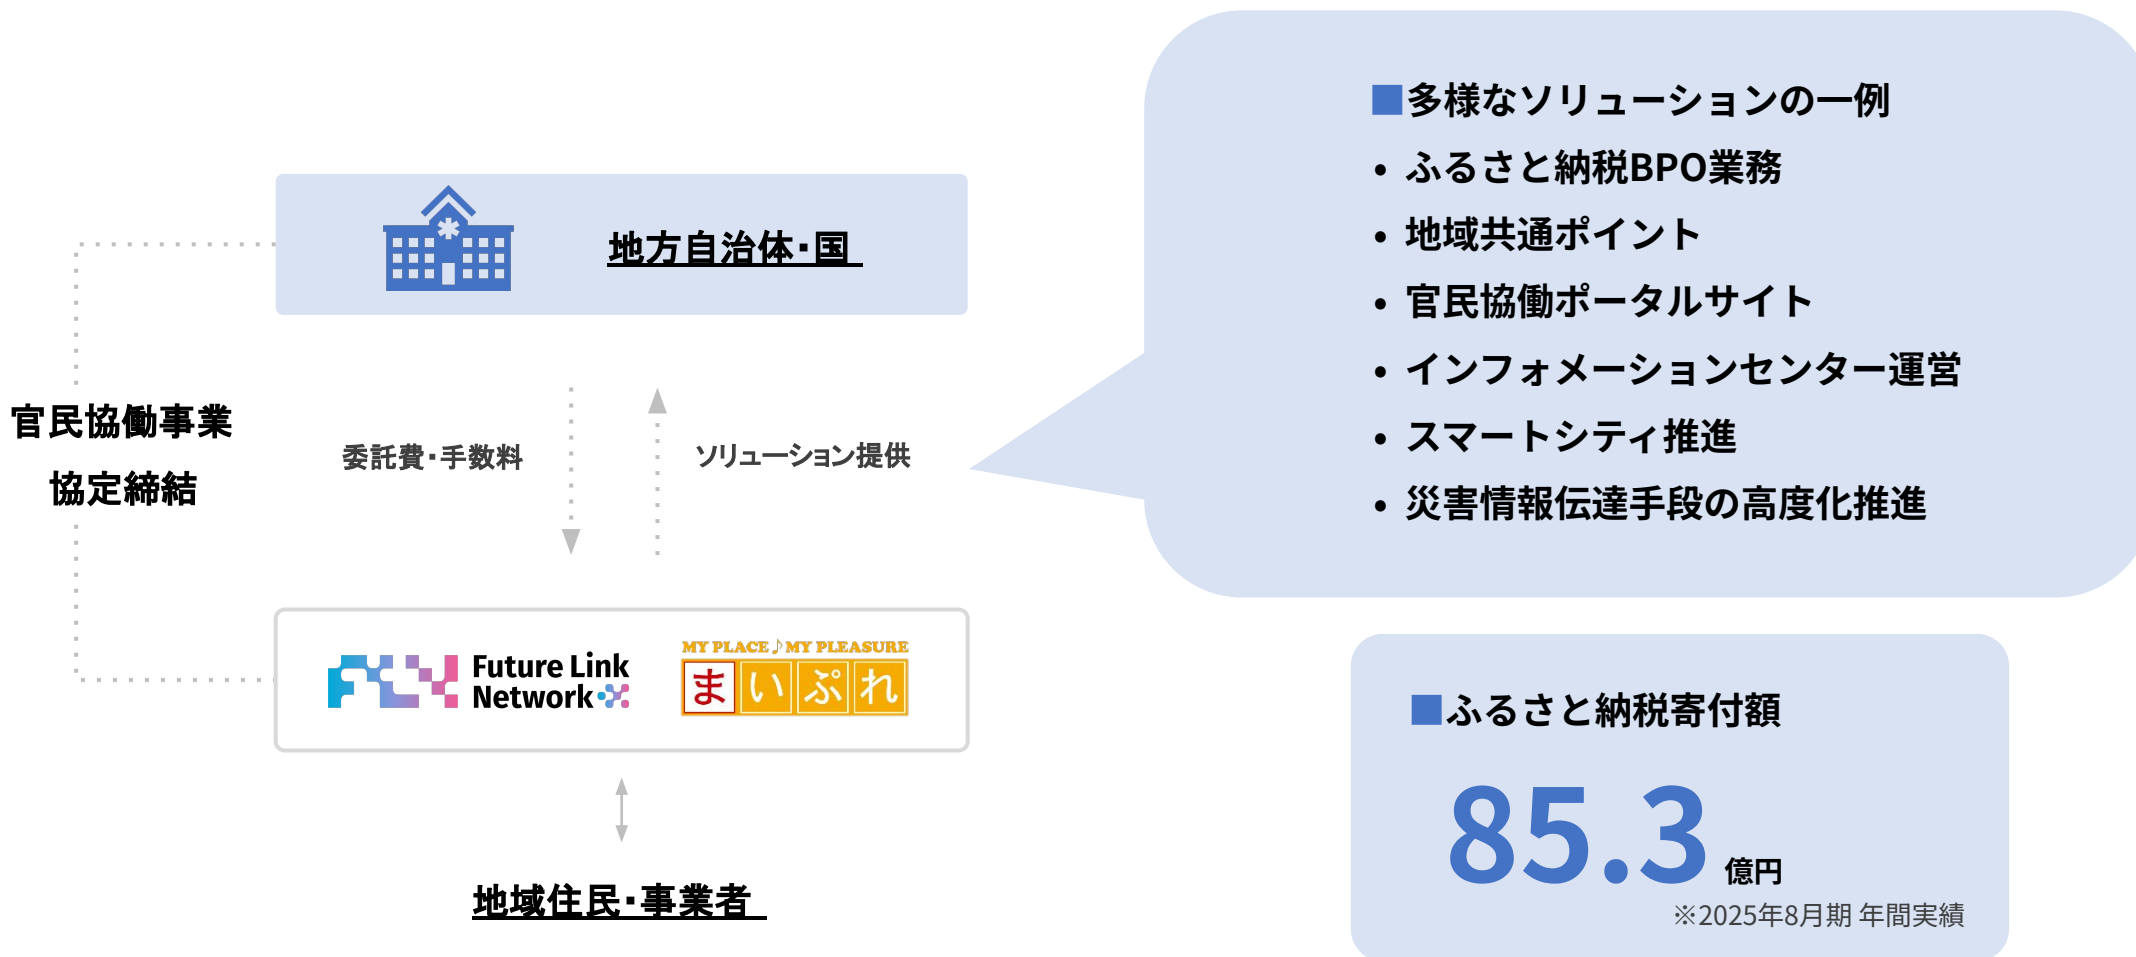 地方自治体・国
官民協働事業
協定締結
委託費・手数料
ソリューション提供
Future Link
Network
MY PLACE♪MY PLEASURE
まいぷれ
地域住民・事業者
■多様なソリューションの一例
• ふるさと納税BPO業務
• 地域共通ポイント
• 官民協働ポータルサイト
• インフォメーションセンター運営
• スマートシティ推進
• 災害情報伝達手段の高度化推進
■ふるさと納税寄付額
85.3億円
※2025年8月期 年間実績